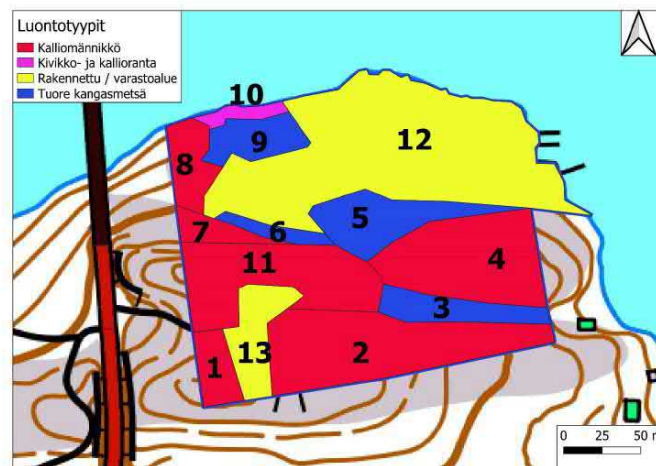 Luontotyypit
Kalliomännikkö
Kivikko- ja kallioranta
Rakennettu / varastoalue
Tuore kangasmetsä
10
9
12
8
5
7
6
11
4
3
1
13
2
0 25 50 m